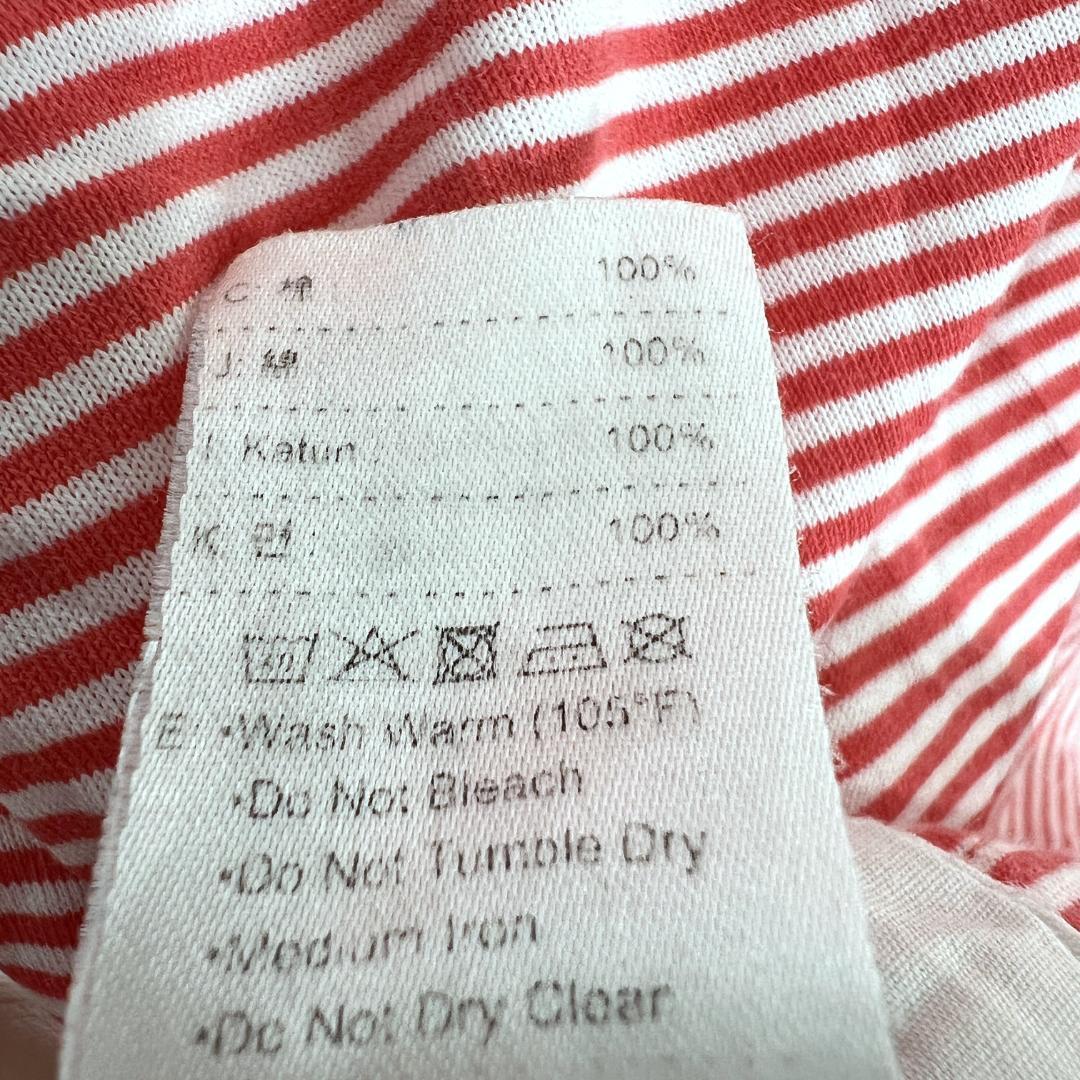 C: 棉 100%
J: 綿 100%
I: Katun 100%
K: 면 : 100%
40
E: •Wash Warm (105°F)
•Do Not Bleach
•Do Not Tumble Dry
•Medium Iron
•Do Not Dry Clean